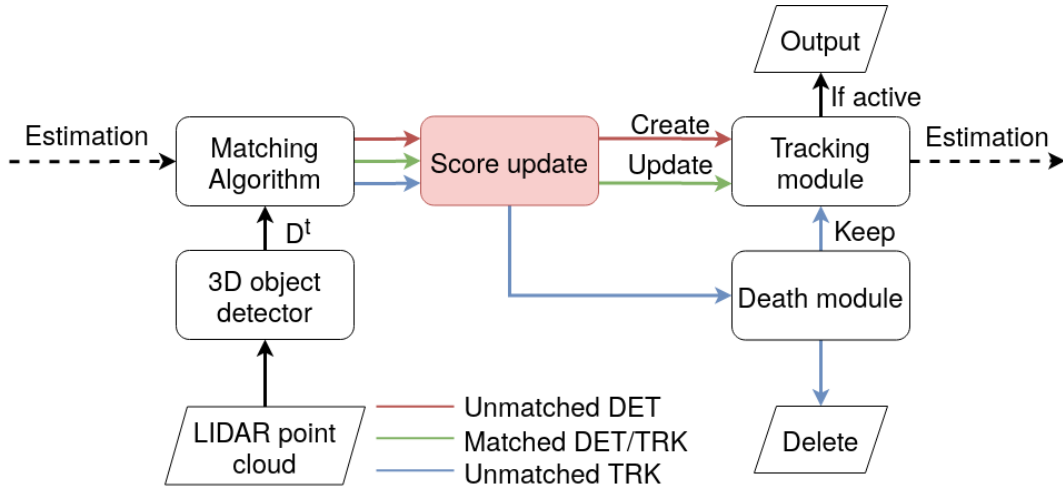 Output
If active
Estimation
Matching
Algorithm
Score update
Create
Update
Tracking
module
Estimation
D^t
Keep
3D object
detector
Death module
LIDAR point
cloud
Unmatched DET
Matched DET/TRK
Unmatched TRK
Delete